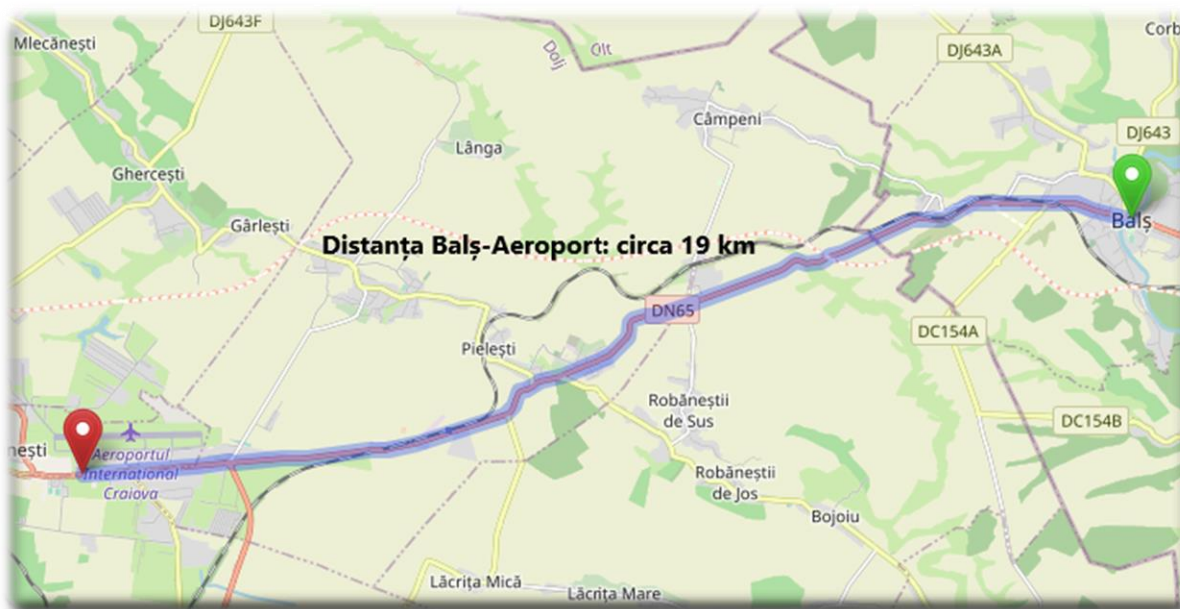 DJ643F
Mlecănești
Olt
Dolj
DJ643A
Corb
Câmpeni
DJ643
Lânga
Ghercești
Gârlești
Balș
Distanța Balș-Aeroport: circa 19 km
DN65
DC154A
Pielești
Robăneștii
de Sus
DC154B
nești
Aeroportul
Internațional
Craiova
Robăneștii
de Jos
Bojoiu
Lăcrița Mică
Lăcrița Mare